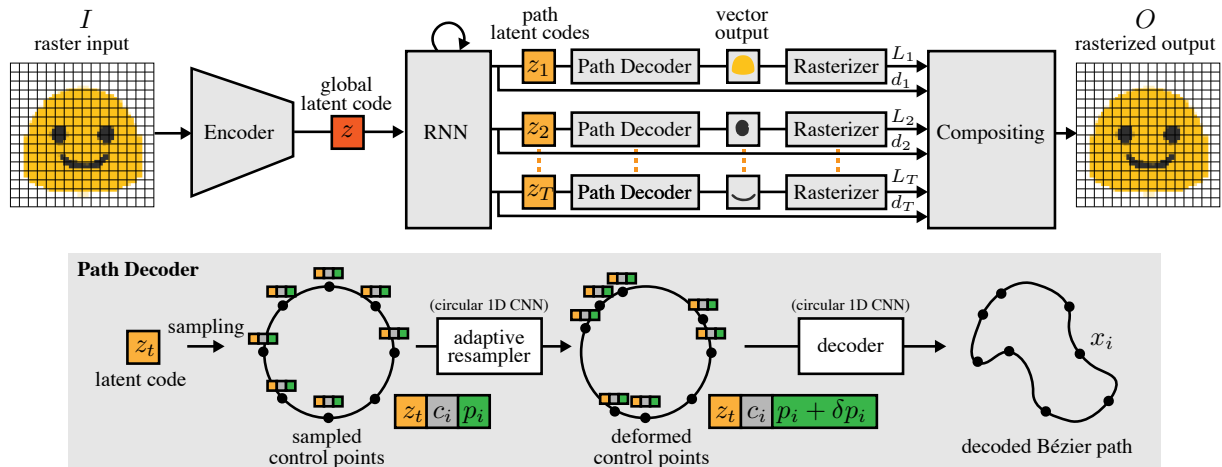 I
raster input
Encoder
global
latent code
z
RNN
path
latent codes
vector
output
z1 Path Decoder Rasterizer L1
d1
z2 Path Decoder Rasterizer L2
d2
zT Path Decoder Rasterizer LT
dT
Compositing
O
rasterized output
Path Decoder
zt
latent code
sampling
sampled
control points
(circular 1D CNN)
adaptive
resampler
zt ci pi
deformed
control points
(circular 1D CNN)
decoder
zt ci pi + δpi
xi
decoded Bézier path